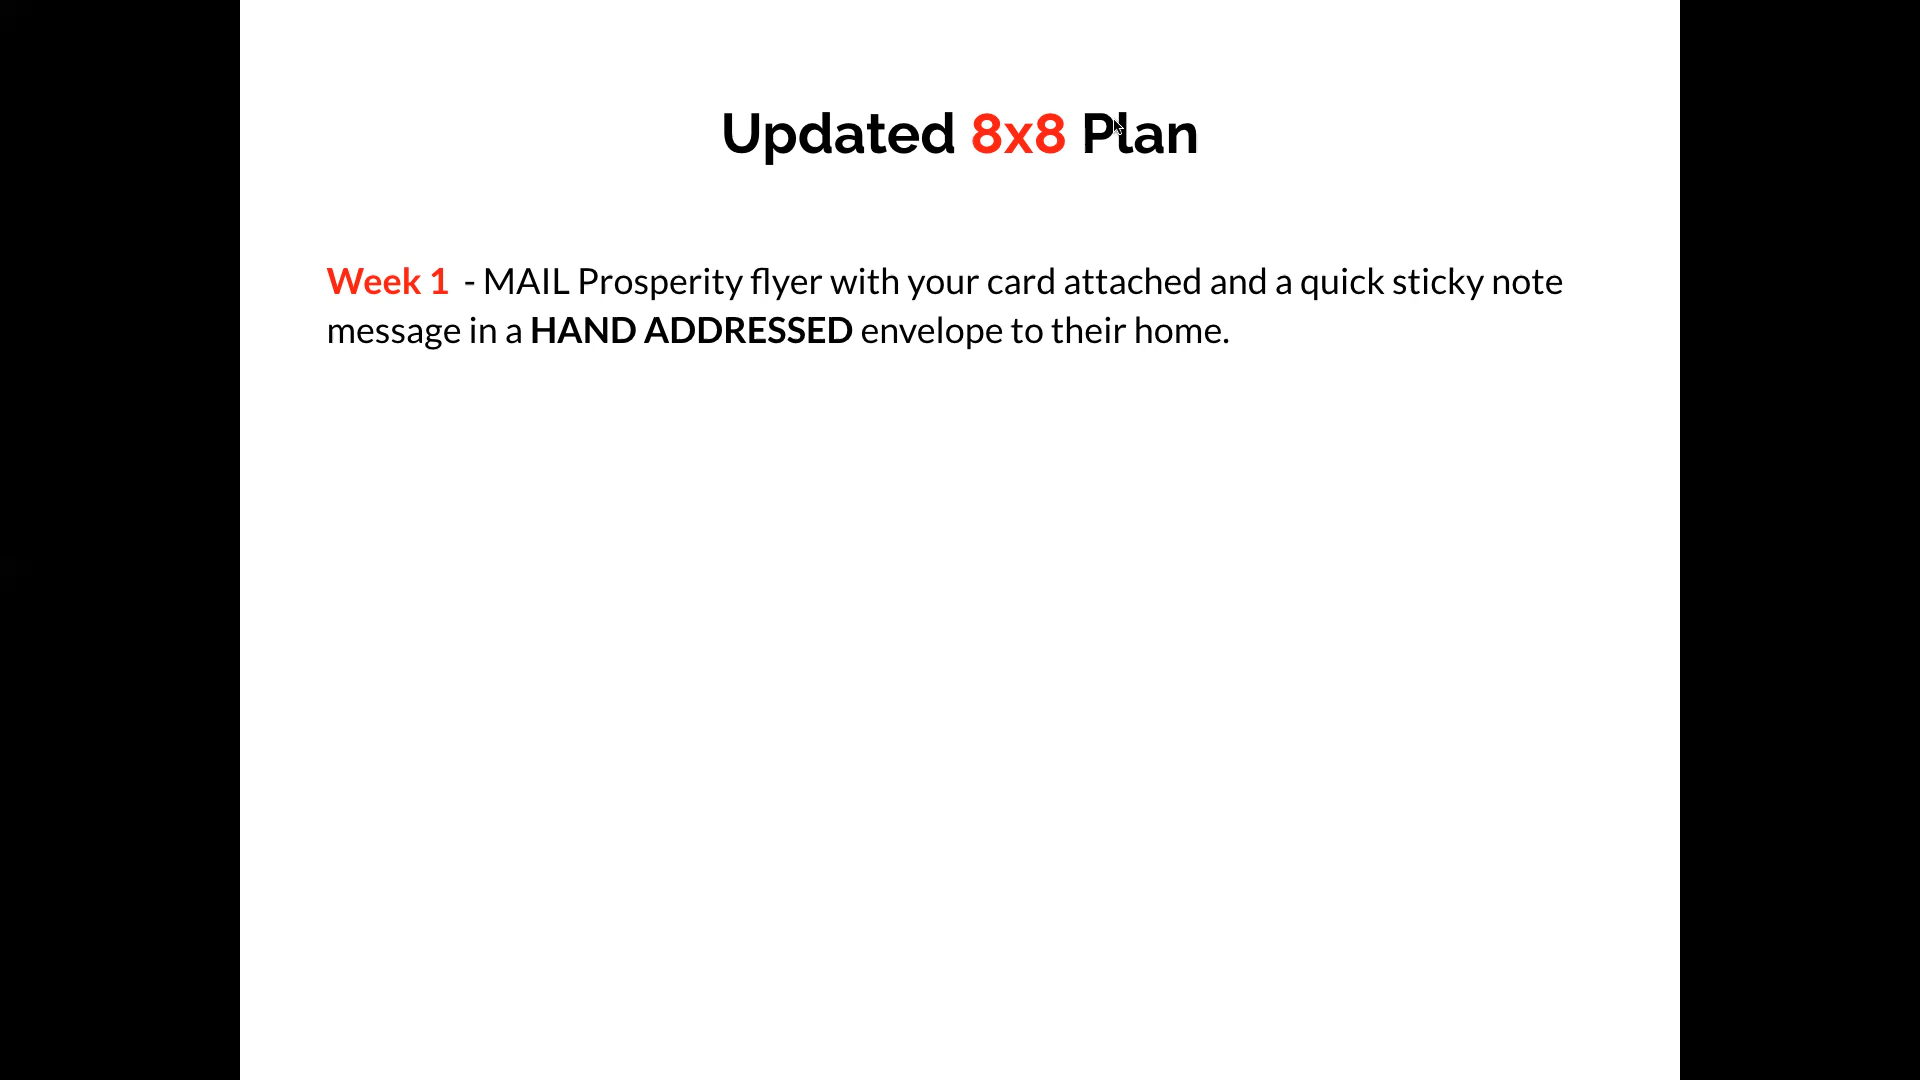 Updated 8x8 Plan
Week 1 - MAIL Prosperity flyer with your card attached and a quick sticky note
message in a HAND ADDRESSED envelope to their home.